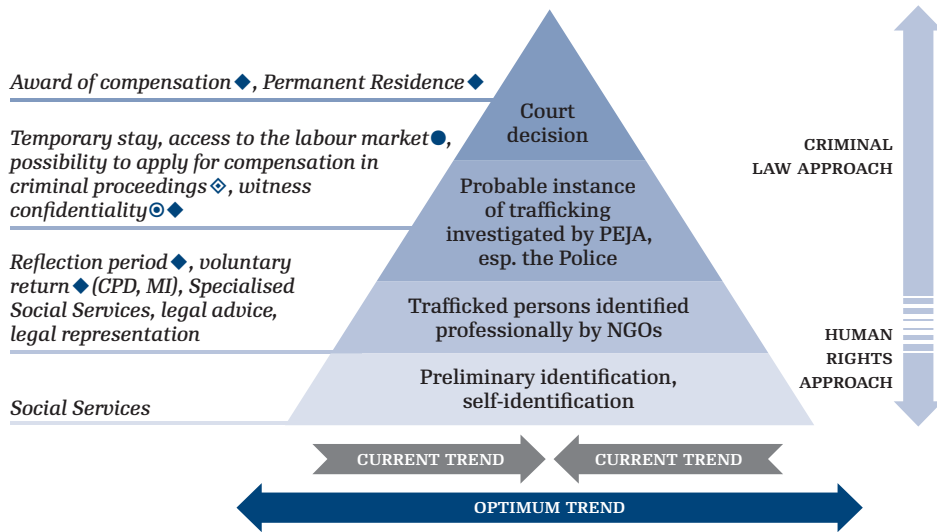 Award of compensation◆, Permanent Residence◆
Temporary stay, access to the labour market●,
possibility to apply for compensation in
criminal proceedings◈, witness
confidentiality◉◆
Reflection period◆, voluntary
return◆(CPD, MI), Specialised
Social Services, legal advice,
legal representation
Social Services
Court
decision
Probable instance
of trafficking
investigated by PEJA,
esp. the Police
Trafficked persons identified
professionally by NGOs
Preliminary identification,
self-identification
CRIMINAL
LAW APPROACH
HUMAN
RIGHTS
APPROACH
CURRENT TREND
CURRENT TREND
OPTIMUM TREND